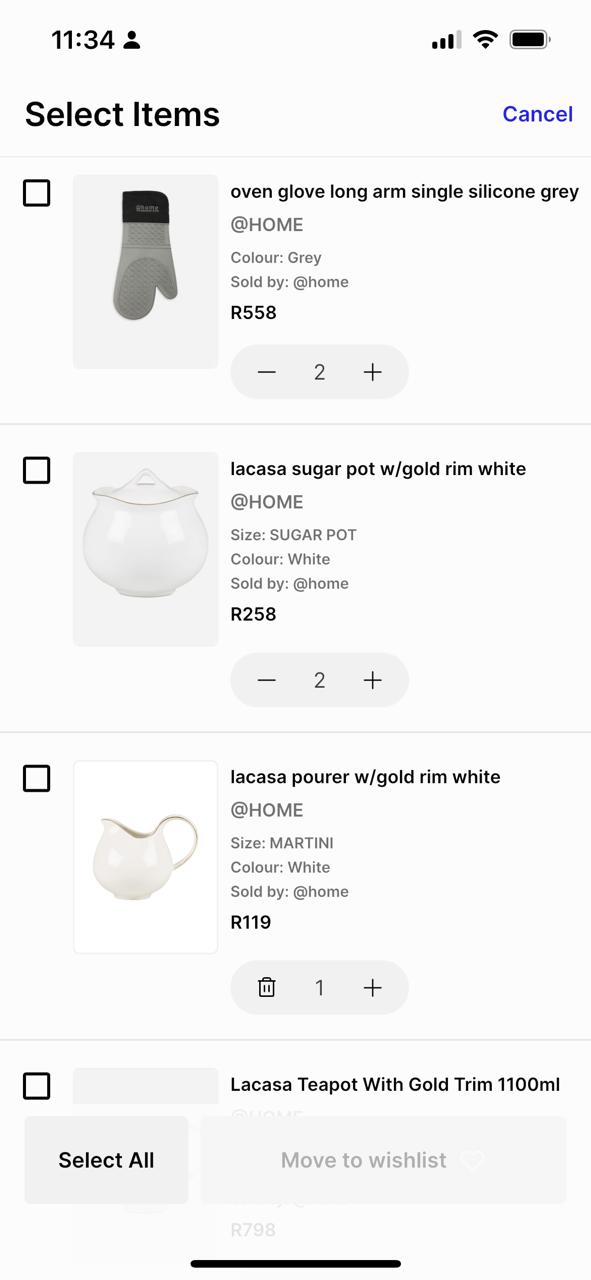 11:34
Select Items
Cancel
oven glove long arm single silicone grey
@HOME
Colour: Grey
Sold by: @home
R558
2
@home
lacasa sugar pot w/gold rim white
@HOME
Size: SUGAR POT
Colour: White
Sold by: @home
R258
2
lacasa pourer w/gold rim white
@HOME
Size: MARTINI
Colour: White
Sold by: @home
R119
1
Lacasa Teapot With Gold Trim 1100ml
@HOME
Select All
Move to wishlist
R798